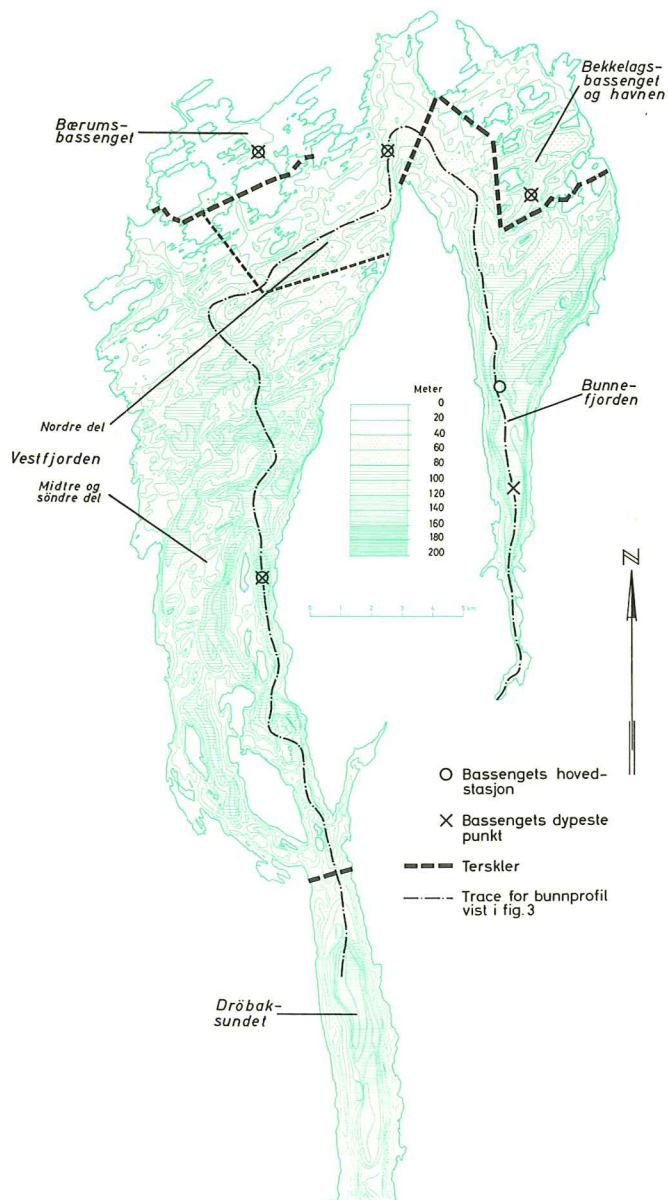 Bekkelags-
bassenget
og havnen
Bærums-
bassenget
Nordre del
Vestfjorden
Midtre og
söndre del
Bunne-
fjorden
Meter
0
20
40
60
80
100
120
140
160
180
200
0 1 2 3 4 5 km
N
Bassengets hoved-
stasjon
Bassengets dypeste
punkt
Terskler
Trace for bunnprofil
vist i fig. 3
Dröbak-
sundet